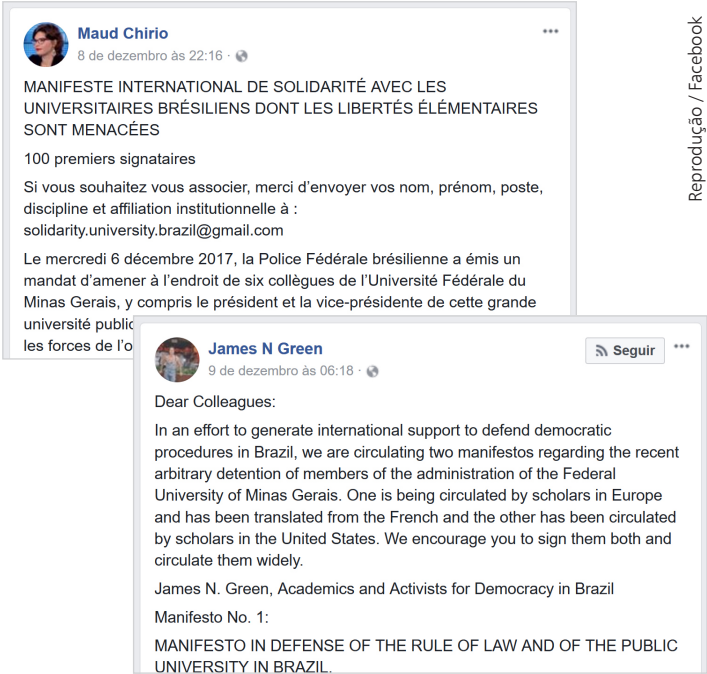 Maud Chirio
8 de dezembro às 22:16 ·
MANIFESTE INTERNATIONAL DE SOLIDARITÉ AVEC LES
UNIVERSITAIRES BRÉSILIENS DONT LES LIBERTÉS ÉLÉMENTAIRES
SONT MENACÉES
100 premiers signataires
Si vous souhaitez vous associer, merci d'envoyer vos nom, prénom, poste,
discipline et affiliation institutionnelle à :
solidarity.university.brazil@gmail.com
Le mercredi 6 décembre 2017, la Police Fédérale brésilienne a émis un
mandat d'amener à l'endroit de six collègues de l'Université Fédérale du
Minas Gerais, y compris le président et la vice-présidente de cette grande
université public
les forces de l'o
James N Green
Seguir
9 de dezembro às 06:18 ·
Dear Colleagues:
In an effort to generate international support to defend democratic
procedures in Brazil, we are circulating two manifestos regarding the recent
arbitrary detention of members of the administration of the Federal
University of Minas Gerais. One is being circulated by scholars in Europe
and has been translated from the French and the other has been circulated
by scholars in the United States. We encourage you to sign them both and
circulate them widely.
James N. Green, Academics and Activists for Democracy in Brazil
Manifesto No. 1:
MANIFESTO IN DEFENSE OF THE RULE OF LAW AND OF THE PUBLIC
UNIVERSITY IN BRAZIL.
Reprodução / Facebook